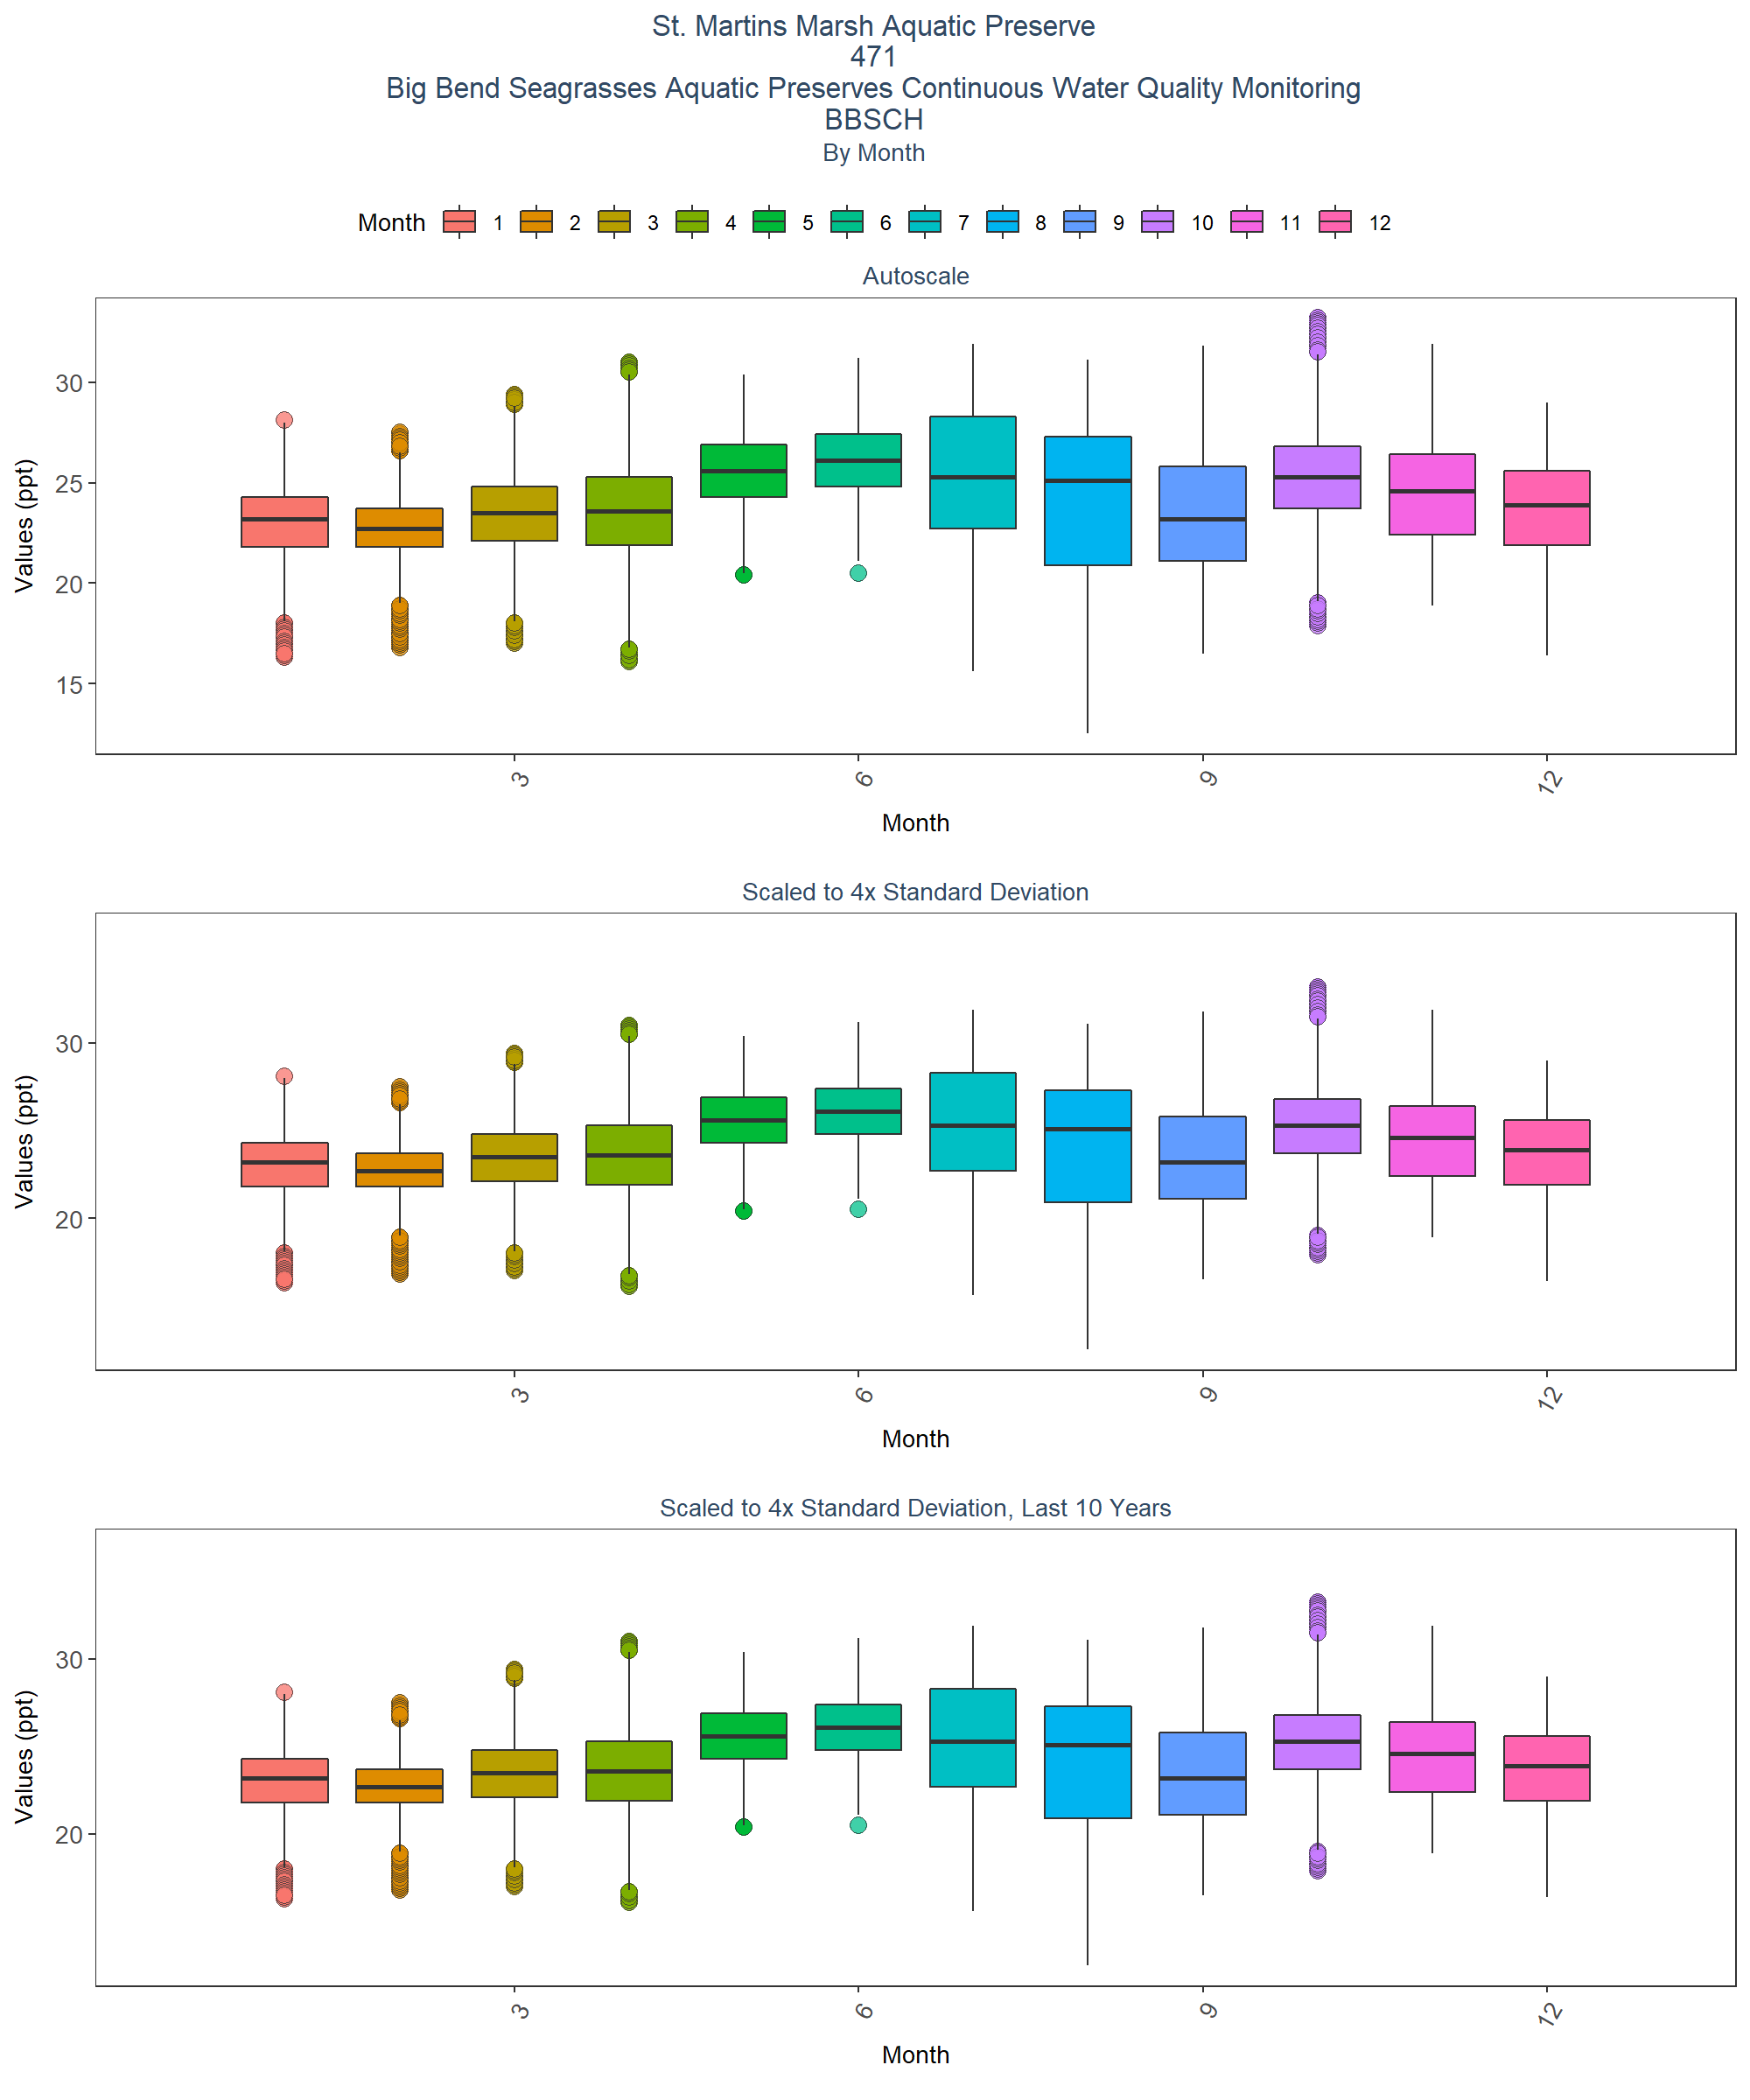 St. Martins Marsh Aquatic Preserve
471
Big Bend Seagrasses Aquatic Preserves Continuous Water Quality Monitoring
BBSCH
By Month
Month 1 2 3 4 5 6 7 8 9 10 11 12
Autoscale
Values (ppt)
30
25
20
15
3 6 9 12
Month
Scaled to 4x Standard Deviation
Values (ppt)
30
20
3 6 9 12
Month
Scaled to 4x Standard Deviation, Last 10 Years
Values (ppt)
30
20
3 6 9 12
Month